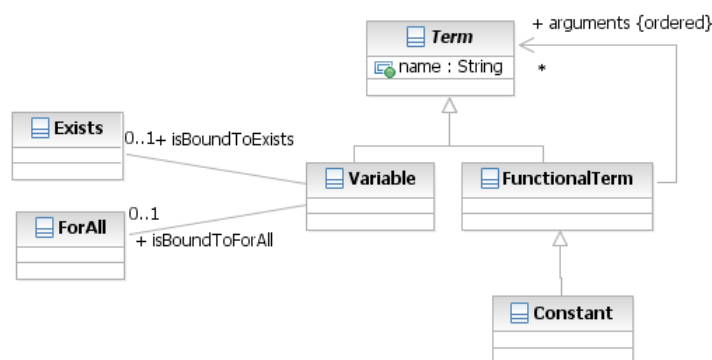 + arguments {ordered}
Term
name : String
*
Exists
0..1+ isBoundToExists
Variable
FunctionalTerm
0..1
ForAll
+ isBoundToForAll
Constant